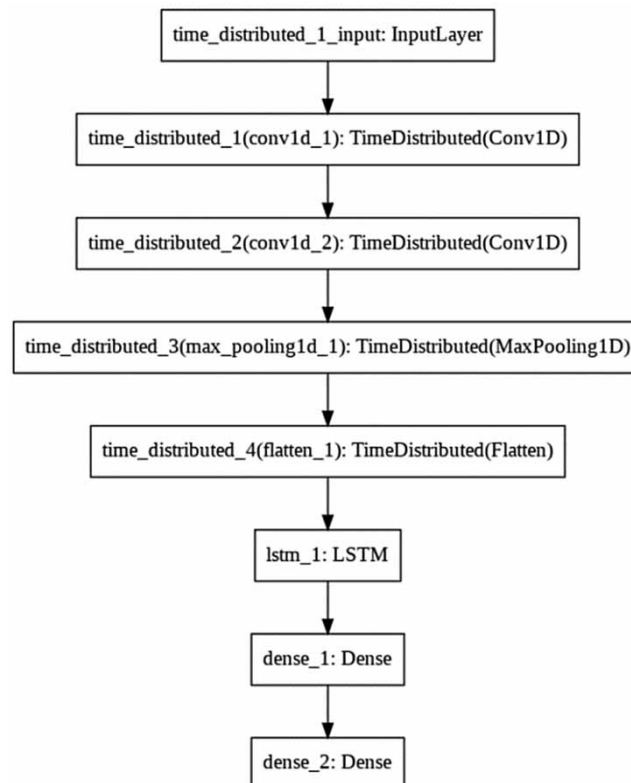 time_distributed_1_input: InputLayer
time_distributed_1(conv1d_1): TimeDistributed(Conv1D)
time_distributed_2(conv1d_2): TimeDistributed(Conv1D)
time_distributed_3(max_pooling1d_1): TimeDistributed(MaxPooling1D)
time_distributed_4(flatten_1): TimeDistributed(Flatten)
lstm_1: LSTM
dense_1: Dense
dense_2: Dense